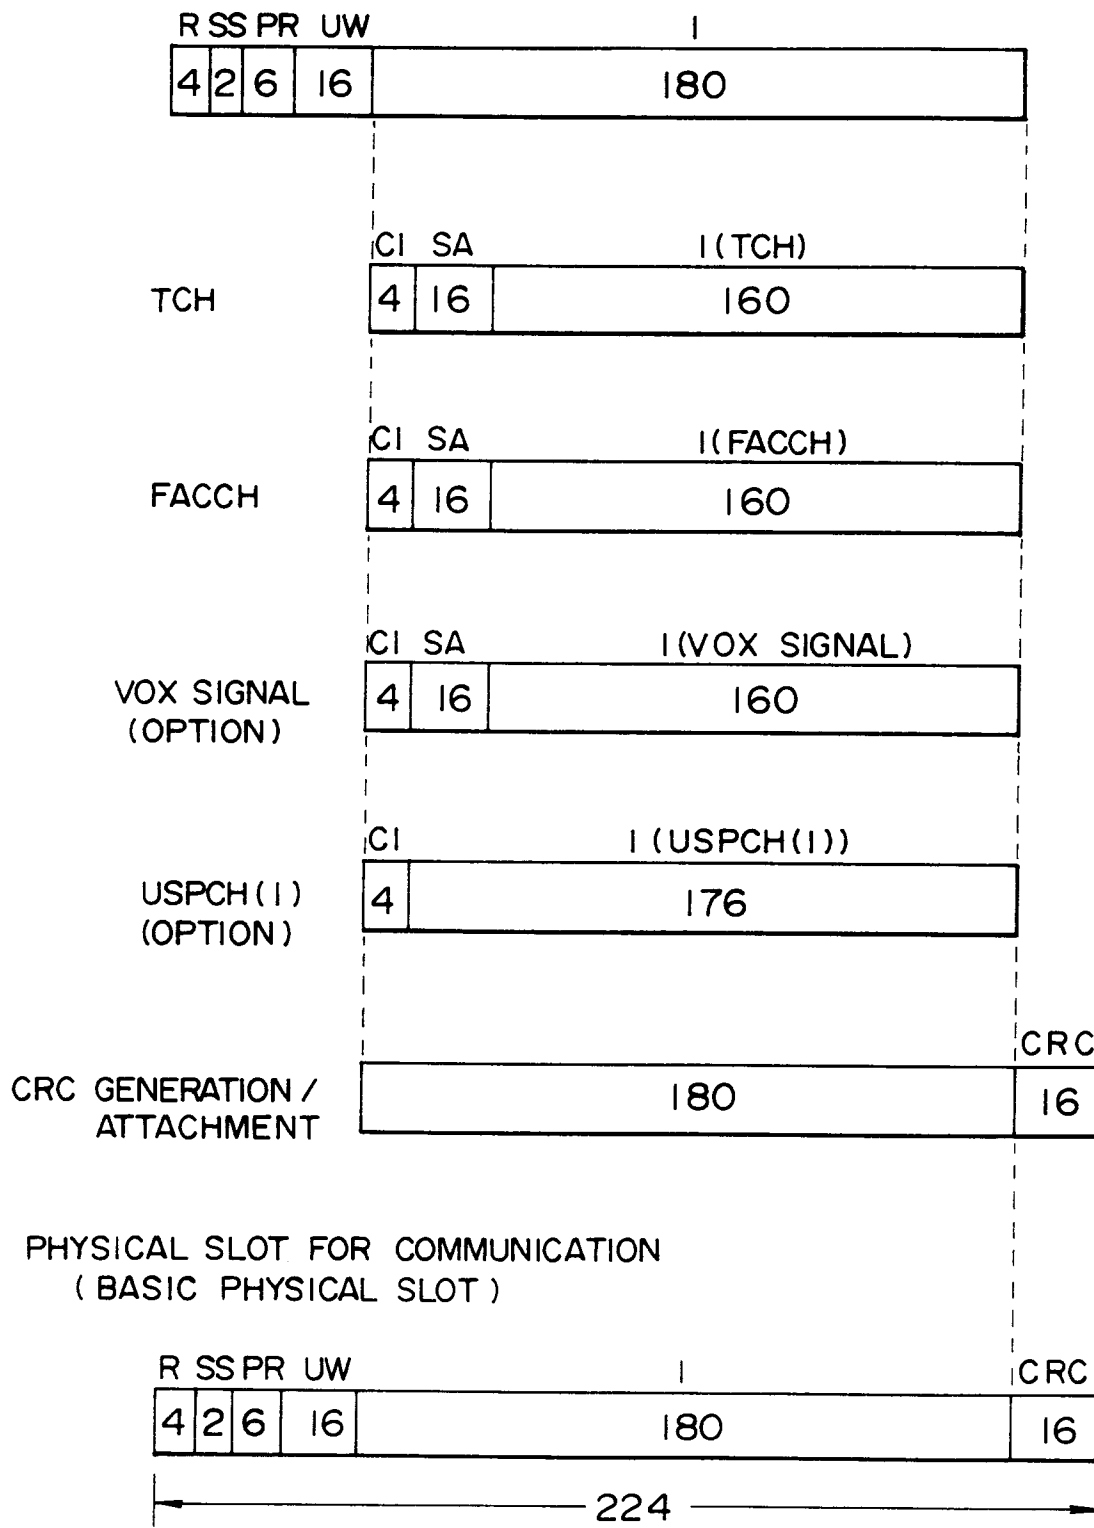 R SS PR UW I
4 2 6 16 180
CI SA I(TCH)
TCH 4 16 160
CI SA I(FACCH)
FACCH 4 16 160
CI SA I(VOX SIGNAL)
VOX SIGNAL
(OPTION)
4 16 160
CI I(USPCH(1))
USPCH(1)
(OPTION)
4 176
CRC
CRC GENERATION/
ATTACHMENT
180 16
PHYSICAL SLOT FOR COMMUNICATION
(BASIC PHYSICAL SLOT)
R SS PR UW I CRC
4 2 6 16 180 16
224